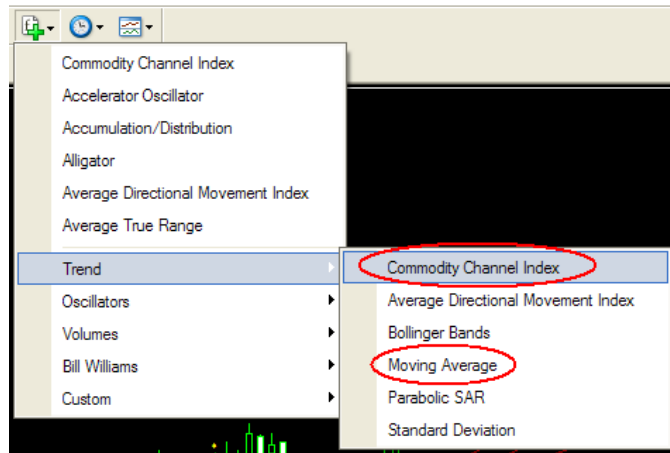 Commodity Channel Index
Accelerator Oscillator
Accumulation/Distribution
Alligator
Average Directional Movement Index
Average True Range
Trend
Oscillators
Volumes
Bill Williams
Custom
Commodity Channel Index
Average Directional Movement Index
Bollinger Bands
Moving Average
Parabolic SAR
Standard Deviation